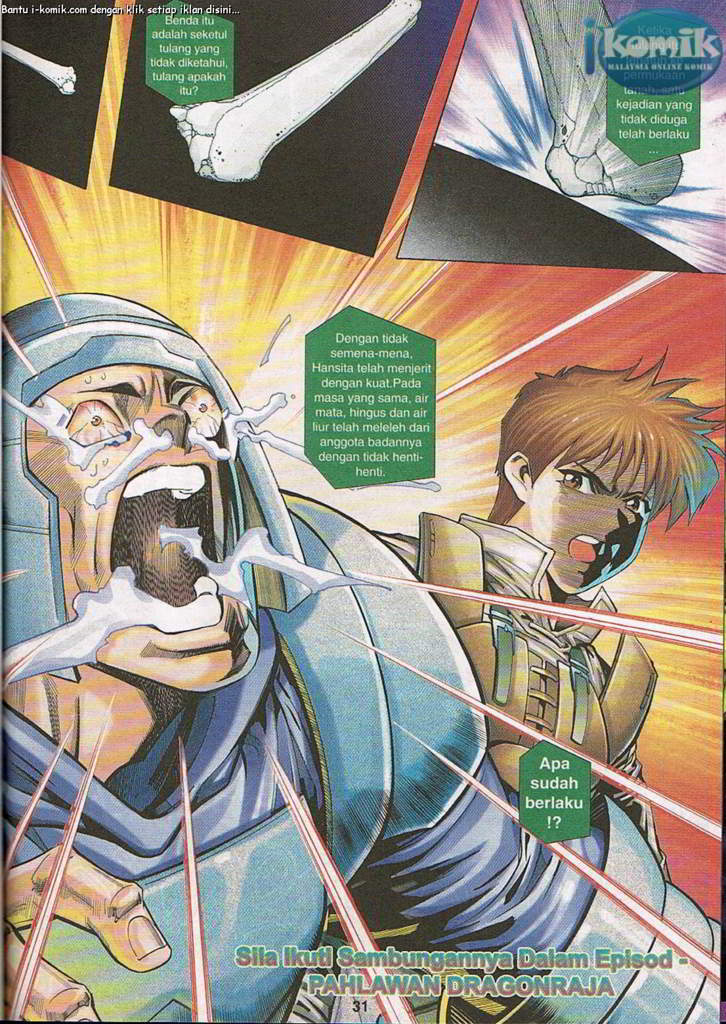 Bantu i-komik.com dengan klik setiap iklan disini...
Benda itu
adalah seketul
tulang yang
tidak diketahui,
tulang apakah
itu?
Ketika
ikomik
MALAYSIA ONLINE KOMIK
permukaan
tanah, satu
kejadian yang
tidak diduga
telah berlaku
...
Dengan tidak
semena-mena,
Hansita telah menjerit
dengan kuat.Pada
masa yang sama, air
mata, hingus dan air
liur telah meleleh dari
anggota badannya
dengan tidak henti-
henti.
Apa
sudah
berlaku
!?
Sila Ikuti Sambungannya Dalam Episod -
PAHLAWAN DRAGONRAJA
31